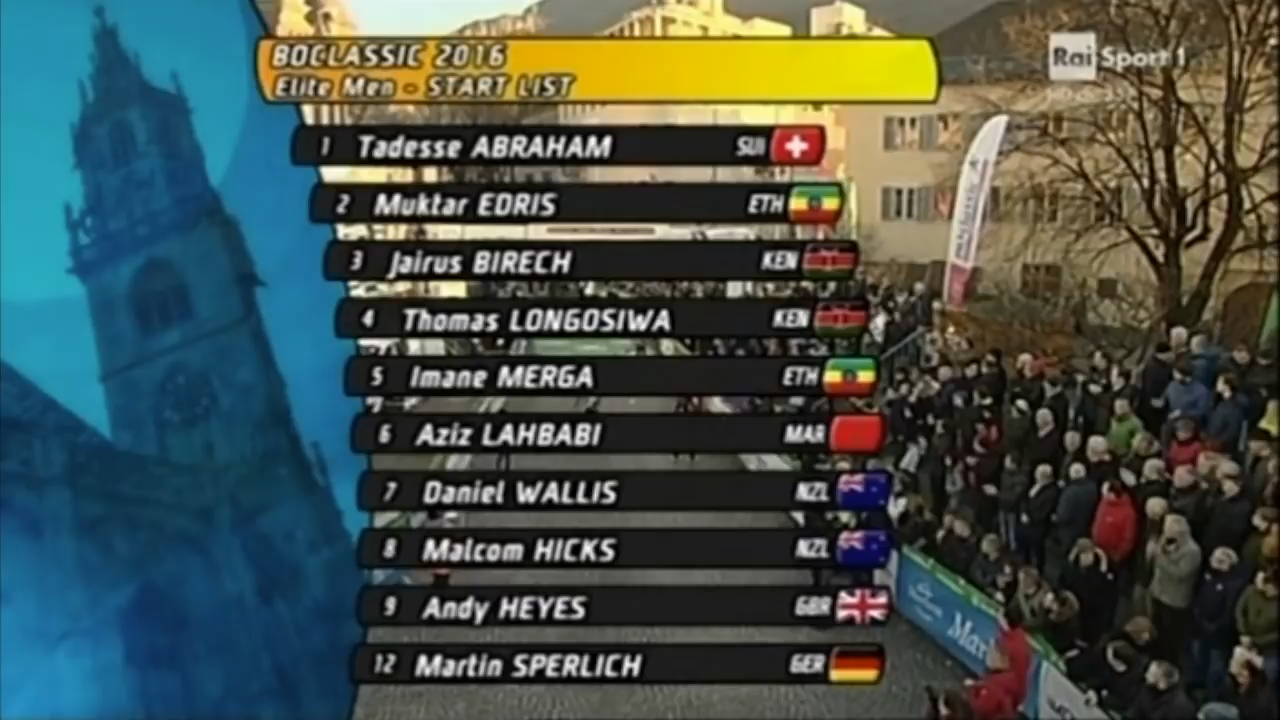 BOCLASSIC 2016
Elite Men - START LIST
Rai Sport 1
1 Tadesse ABRAHAM SUI
2 Muktar EDRIS ETH
3 Jairus BIRECH KEN
4 Thomas LONGOSIWA KEN
5 Imane MERGA ETH
6 Aziz LAHBABI MAR
7 Daniel WALLIS NZL
8 Malcom HICKS NZL
9 Andy HEYES GBR
12 Martin SPERLICH GER